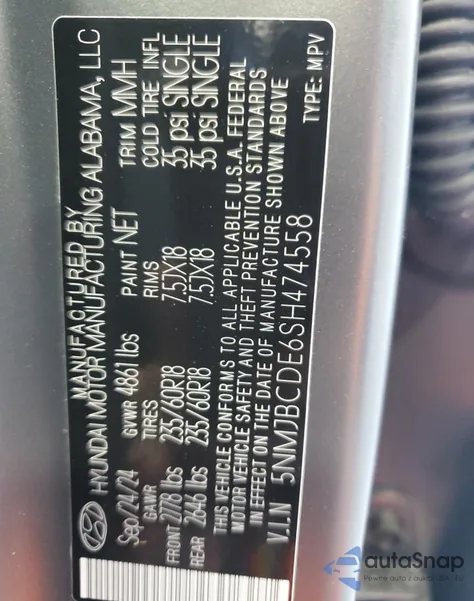 MANUFACTURED BY
HYUNDAI MOTOR MANUFACTURING ALABAMA, LLC
Sep/24/24 GVWR 4861 lbs PAINT NET TRIM MMH
GAWR TIRES RIMS COLD TIRE INFL
FRONT 2778 lbs 235/60R18 7.5JX18 35 psi SINGLE
REAR 2646 lbs 235/60R18 7.5JX18 35 psi SINGLE
THIS VEHICLE CONFORMS TO ALL APPLICABLE U.S.A. FEDERAL
MOTOR VEHICLE SAFETY AND THEFT PREVENTION STANDARDS
IN EFFECT ON THE DATE OF MANUFACTURE SHOWN ABOVE
V.I.N 5NMJBCDE6SH474558 TYPE: MPV
autoSnap